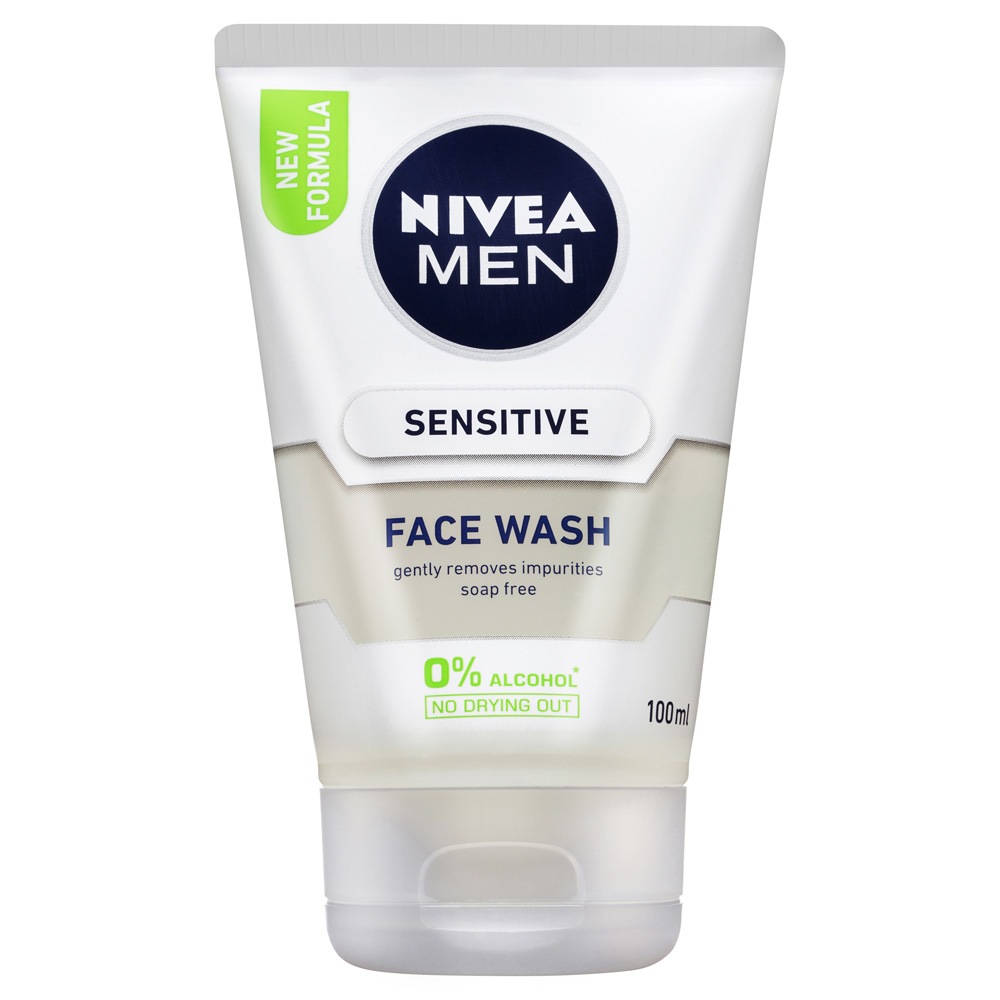 NEW
FORMULA
NIVEA
MEN
SENSITIVE
FACE WASH
gently removes impurities
soap free
0% ALCOHOL*
NO DRYING OUT
100ml